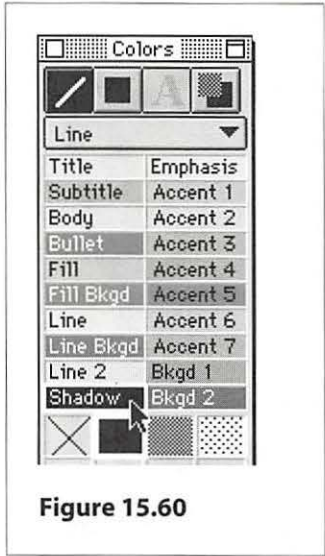 Colors
A
Line
Title Emphasis
Subtitle Accent 1
Body Accent 2
Bullet Accent 3
Fill Accent 4
Fill Bkgd Accent 5
Line Accent 6
Line Bkgd Accent 7
Line 2 Bkgd 1
Shadow Bkgd 2
Figure 15.60